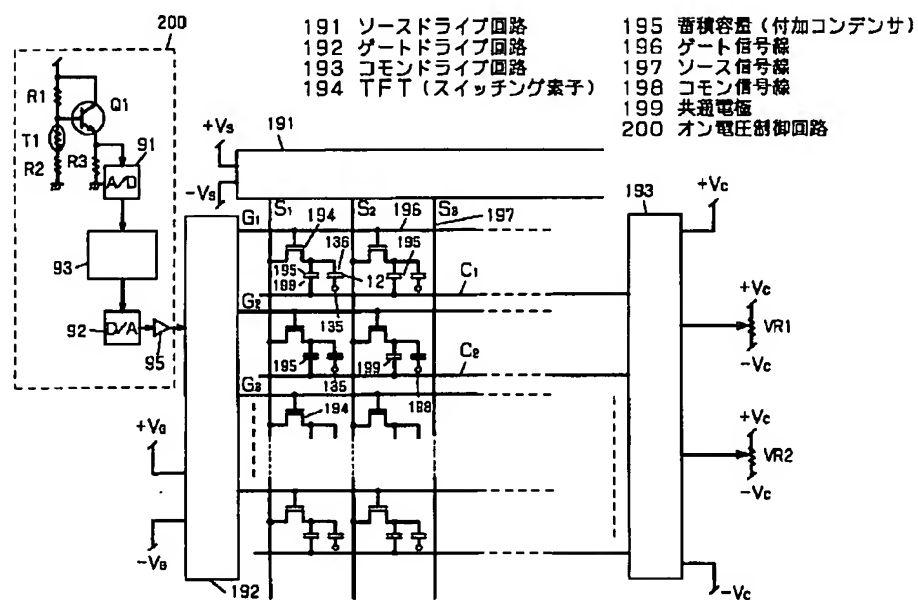 200
191 ソースドライブ回路
192 ゲートドライブ回路
193 コモンドライブ回路
194 TFT(スイッチング素子)
195 蓄積容量(付加コンデンサ)
196 ゲート信号線
197 ソース信号線
198 コモン信号線
199 共通電極
200 オン電圧制御回路
R1
Q1
T1
R2
R3
91
A/D
93
92
D/A
95
+Vs
191
-Vs
S1
S2
S3
G1
194
196
197
193
+Vc
136
195
195
199
12
C1
G2
135
+Vc
VR1
-Vc
195
135
199
198
C2
G3
194
+VG
-VG
+Vc
VR2
-Vc
192
-Vc